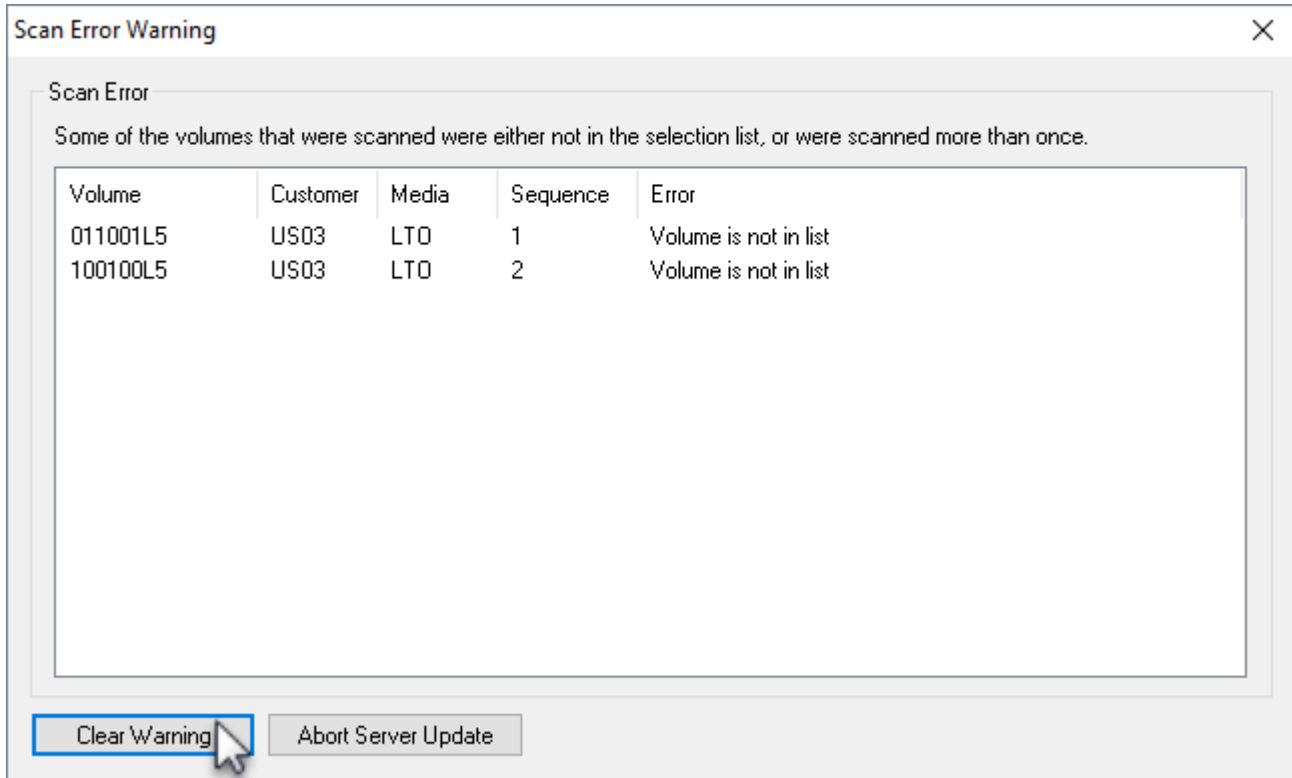 Scan Error Warning
Scan Error
Some of the volumes that were scanned were either not in the selection list, or were scanned more than once.
Volume Customer Media Sequence Error
011001L5 US03 LTO 1 Volume is not in list
100100L5 US03 LTO 2 Volume is not in list
Clear Warning Abort Server Update